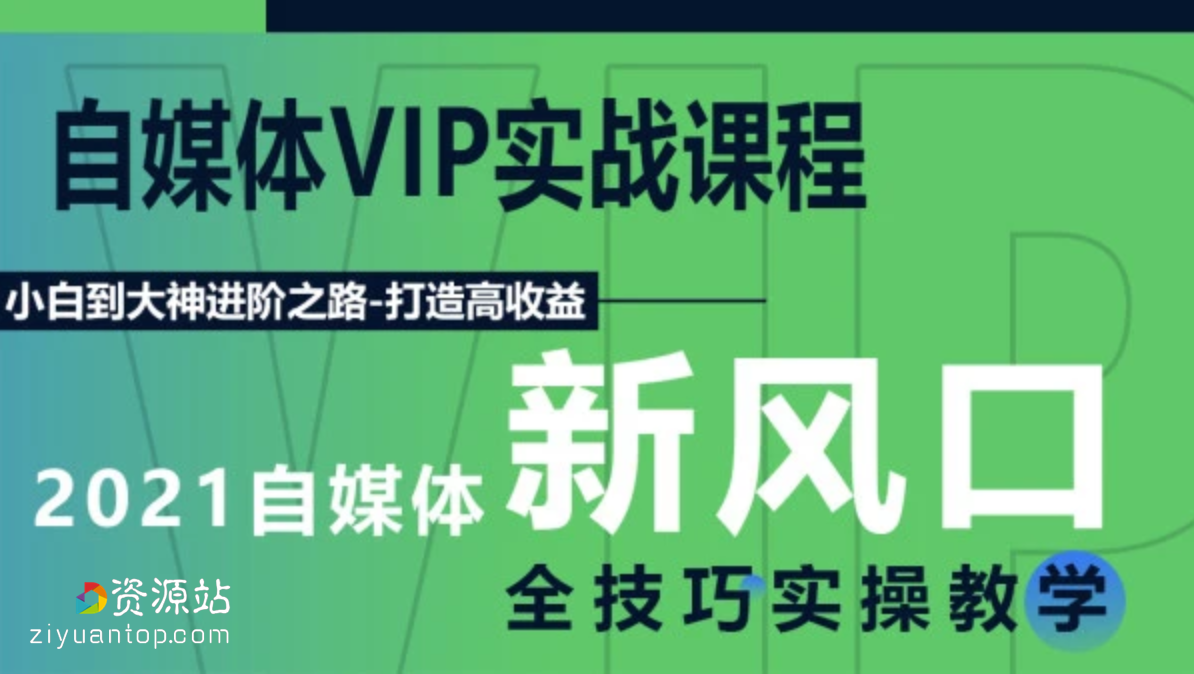 自媒体VIP实战课程
小白到大神进阶之路-打造高收益
新风口
2021自媒体
全技巧实操教学
资源站
ziyuantop.com
VIP